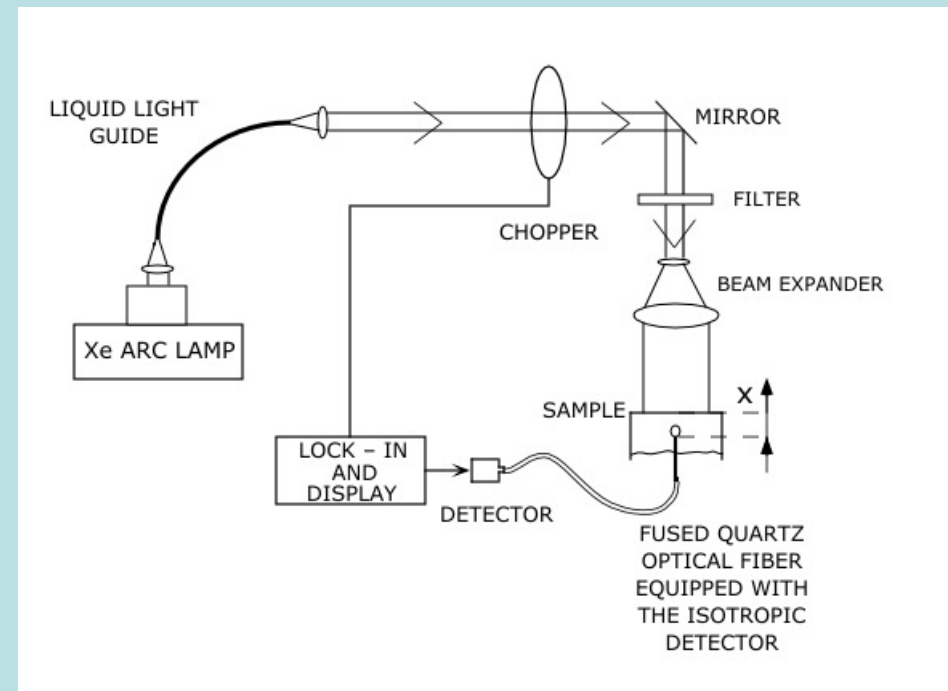 LIQUID LIGHT
GUIDE
MIRROR
FILTER
CHOPPER
BEAM EXPANDER
Xe ARC LAMP
X
SAMPLE
LOCK – IN
AND
DISPLAY
DETECTOR
FUSED QUARTZ
OPTICAL FIBER
EQUIPPED WITH
THE ISOTROPIC
DETECTOR